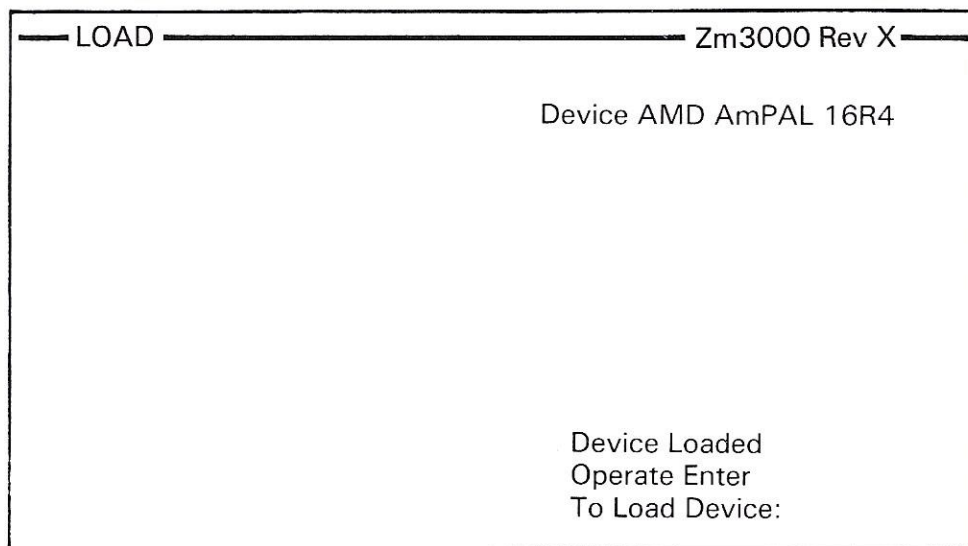 LOAD Zm3000 Rev X
Device AMD AmPAL 16R4
Device Loaded
Operate Enter
To Load Device: